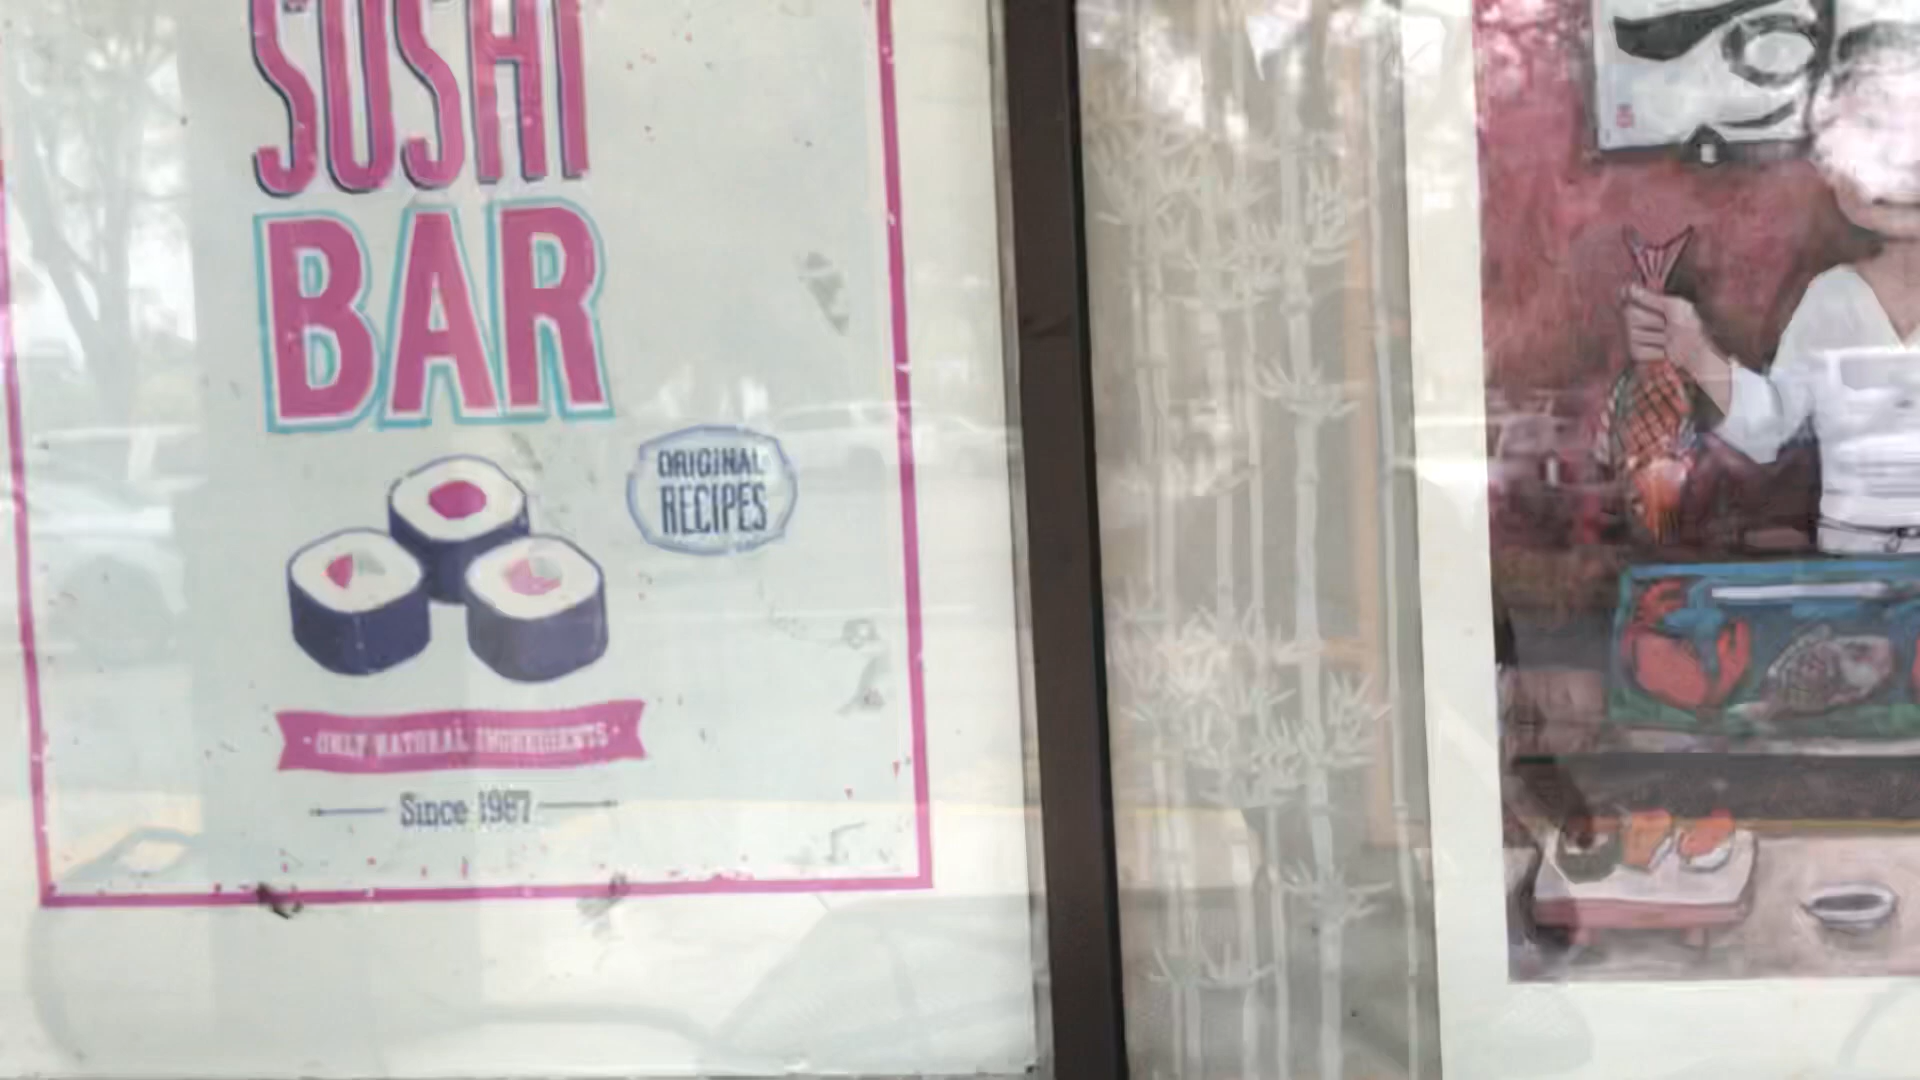 SUSHI
BAR
ORIGINAL
RECIPES
· ONLY NATURAL INGREDIENTS ·
Since 1987